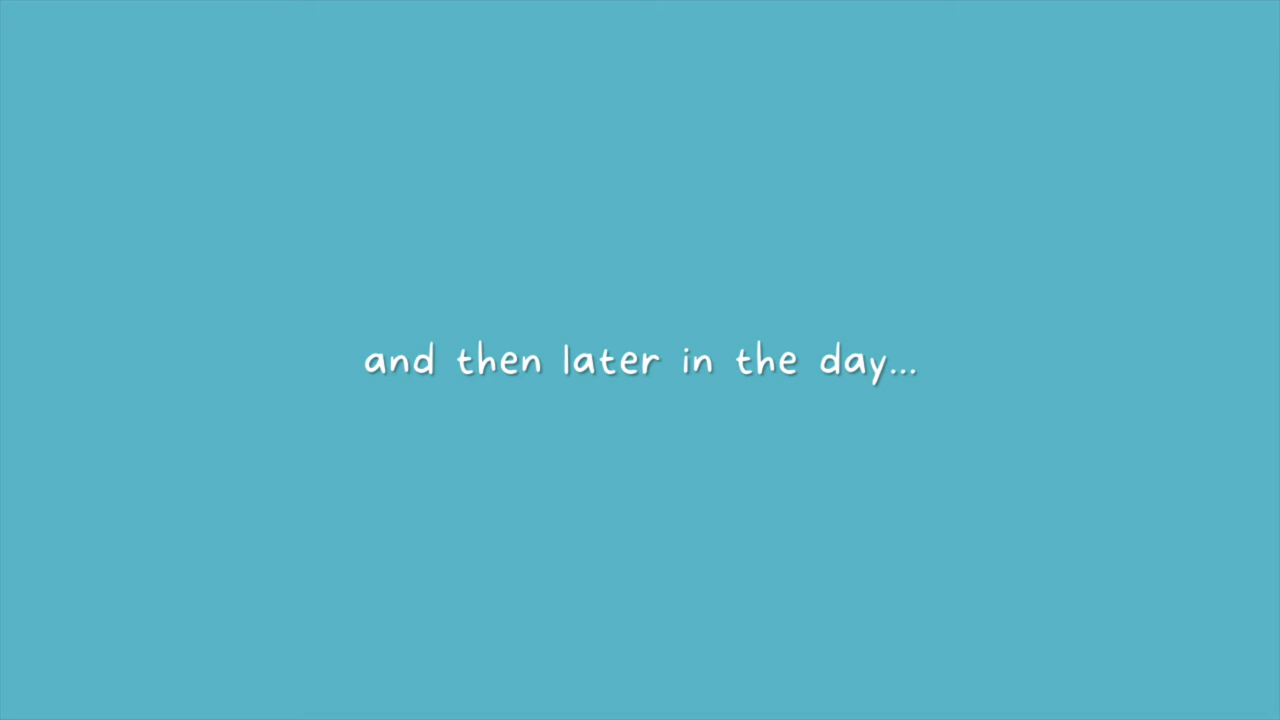 and then later in the day...